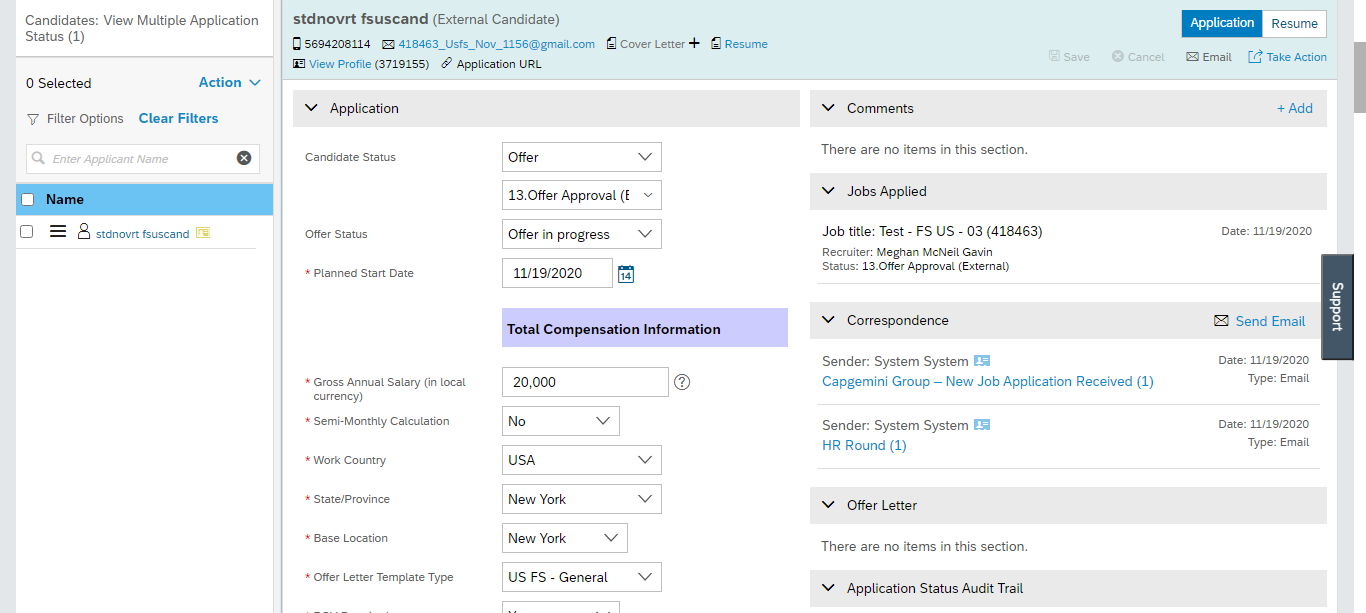 Candidates: View Multiple Application
Status (1)
0 Selected
Action
Filter Options Clear Filters
Enter Applicant Name
Name
stdnovrt fsuscand
stdnovrt fsuscand (External Candidate)
5694208114 418463_Usfs_Nov_1156@gmail.com Cover Letter + Resume
View Profile (3719155) Application URL
Application Resume
Save Cancel Email Take Action
Application
Candidate Status Offer
13.Offer Approval (E
Offer Status Offer in progress
* Planned Start Date 11/19/2020 14
Total Compensation Information
* Gross Annual Salary (in local
currency) 20,000 ?
* Semi-Monthly Calculation No
* Work Country USA
* State/Province New York
* Base Location New York
* Offer Letter Template Type US FS - General
Comments + Add
There are no items in this section.
Jobs Applied
Job title: Test - FS US - 03 (418463) Date: 11/19/2020
Recruiter: Meghan McNeil Gavin
Status: 13.Offer Approval (External)
Correspondence Send Email
Sender: System System Date: 11/19/2020
Capgemini Group – New Job Application Received (1) Type: Email
Sender: System System Date: 11/19/2020
HR Round (1) Type: Email
Offer Letter
There are no items in this section.
Application Status Audit Trail
Support